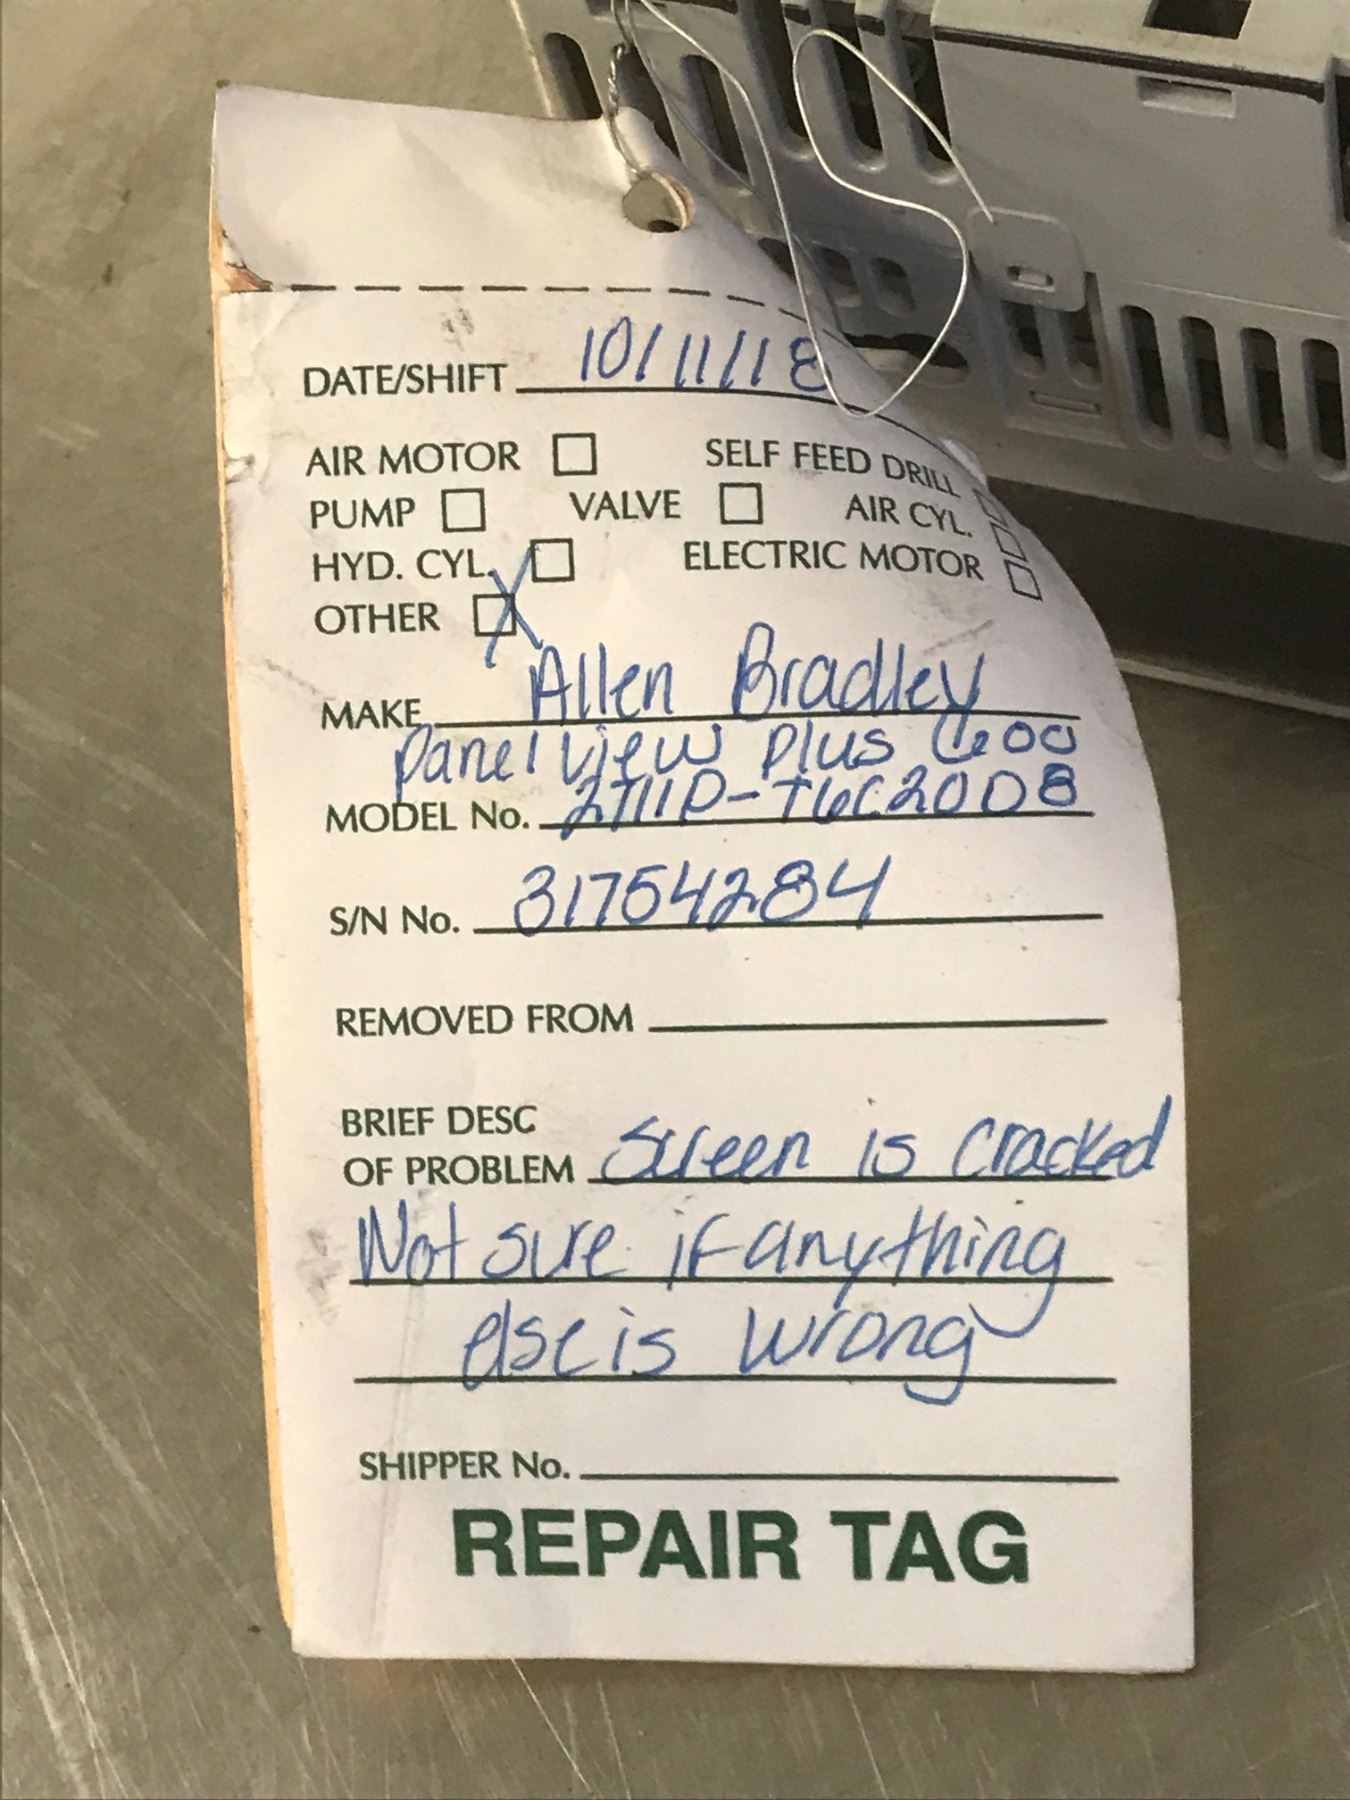 DATE/SHIFT 10/11/18
AIR MOTOR SELF FEED DRILL
PUMP VALVE AIR CYL.
HYD. CYL. ELECTRIC MOTOR
OTHER X
MAKE Allen Bradley
panelview plus 600
MODEL No. 2711P-T6C20D8
S/N No. 31754284
REMOVED FROM
BRIEF DESC
OF PROBLEM Screen is cracked
Not sure if anything
else is wrong
SHIPPER No.
REPAIR TAG